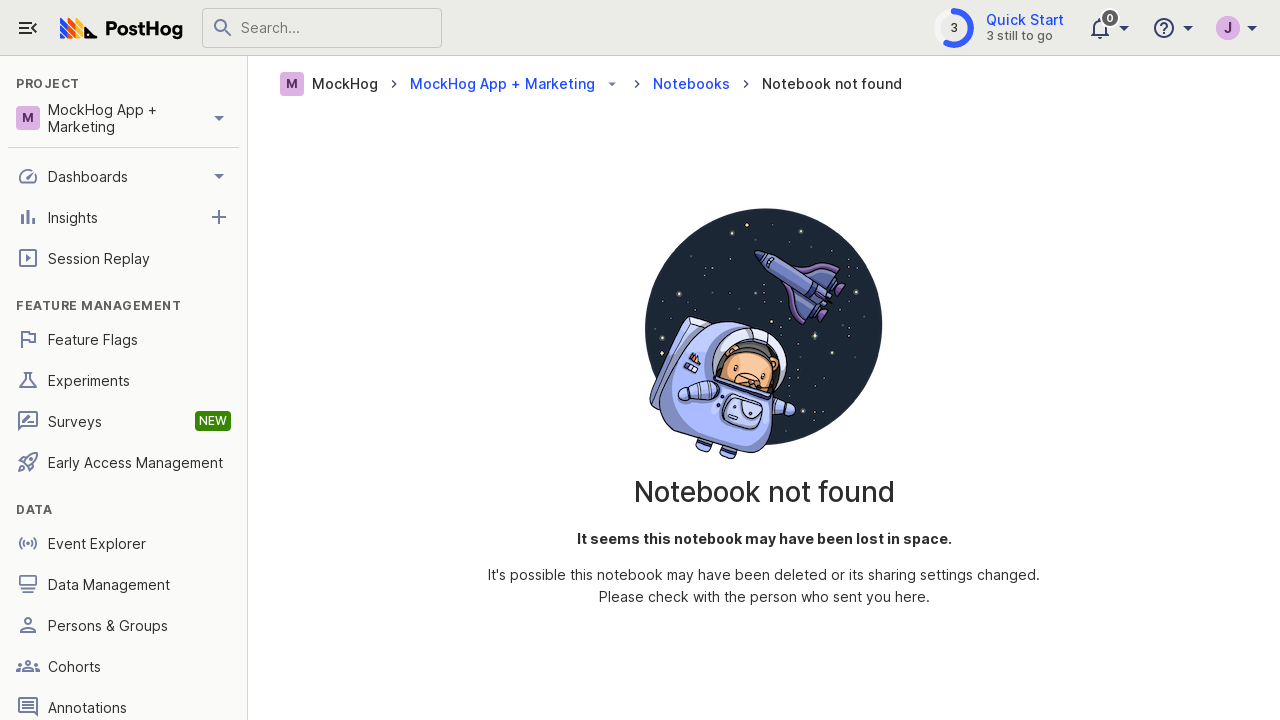 PostHog
Search...
3
Quick Start
3 still to go
0
J
PROJECT
M
MockHog App +
Marketing
Dashboards
Insights
Session Replay
FEATURE MANAGEMENT
Feature Flags
Experiments
Surveys
NEW
Early Access Management
DATA
Event Explorer
Data Management
Persons & Groups
Cohorts
Annotations
M MockHog > MockHog App + Marketing > Notebooks > Notebook not found
Notebook not found
It seems this notebook may have been lost in space.
It's possible this notebook may have been deleted or its sharing settings changed.
Please check with the person who sent you here.